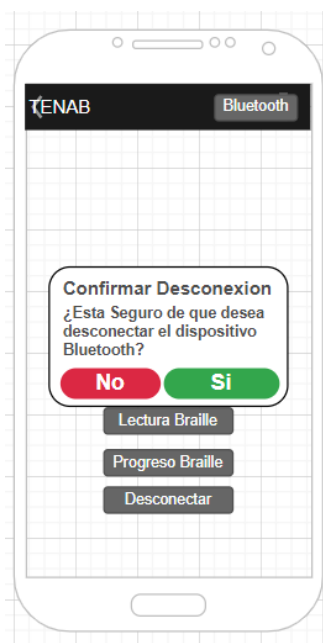 TENAB
Bluetooth
Confirmar Desconexion
¿Esta Seguro de que desea
desconectar el dispositivo
Bluetooth?
No
Si
Lectura Braille
Progreso Braille
Desconectar